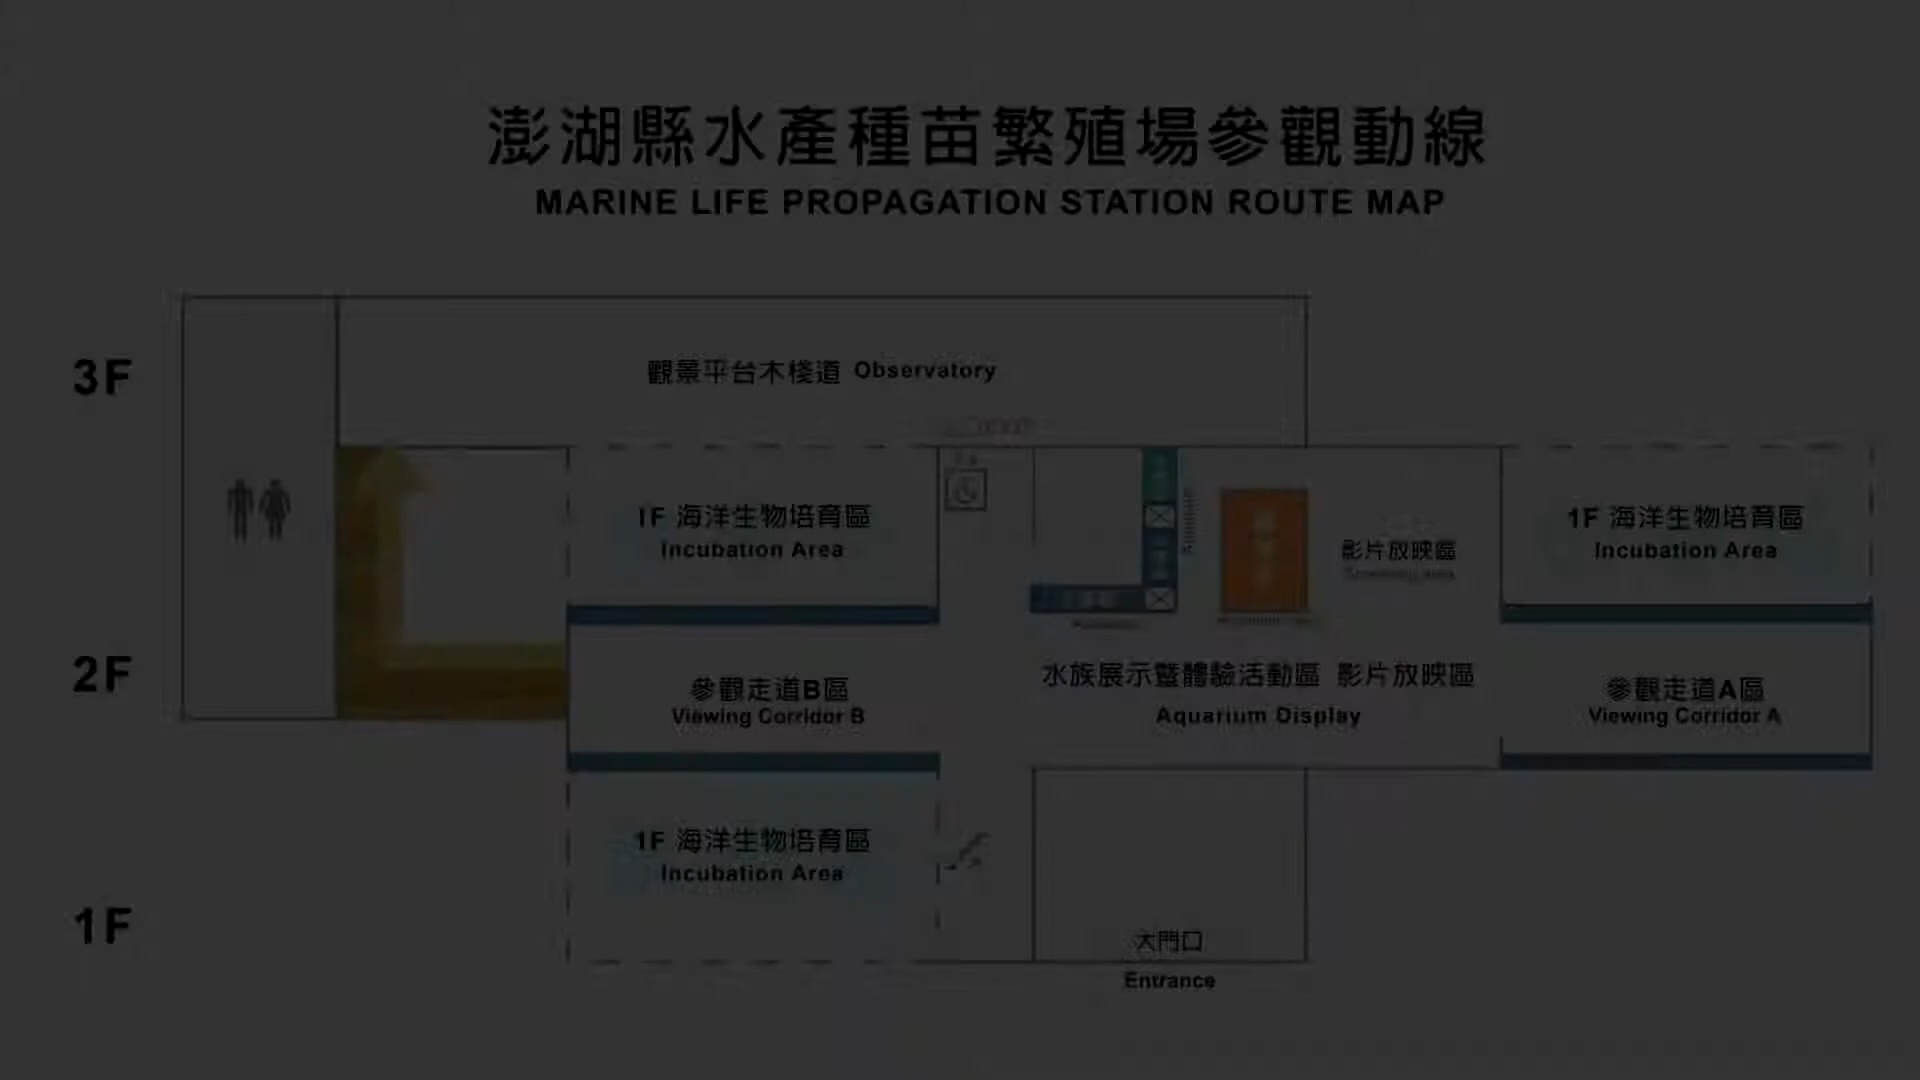 澎湖縣水產種苗繁殖場參觀動線
MARINE LIFE PROPAGATION STATION ROUTE MAP
3F
觀景平台木棧道 Observatory
1F 海洋生物培育區
Incubation Area
影片放映區
Screening area
1F 海洋生物培育區
Incubation Area
2F
參觀走道B區
Viewing Corridor B
水族展示暨體驗活動區 影片放映區
Aquarium Display
參觀走道A區
Viewing Corridor A
1F 海洋生物培育區
Incubation Area
1F
大門口
Entrance